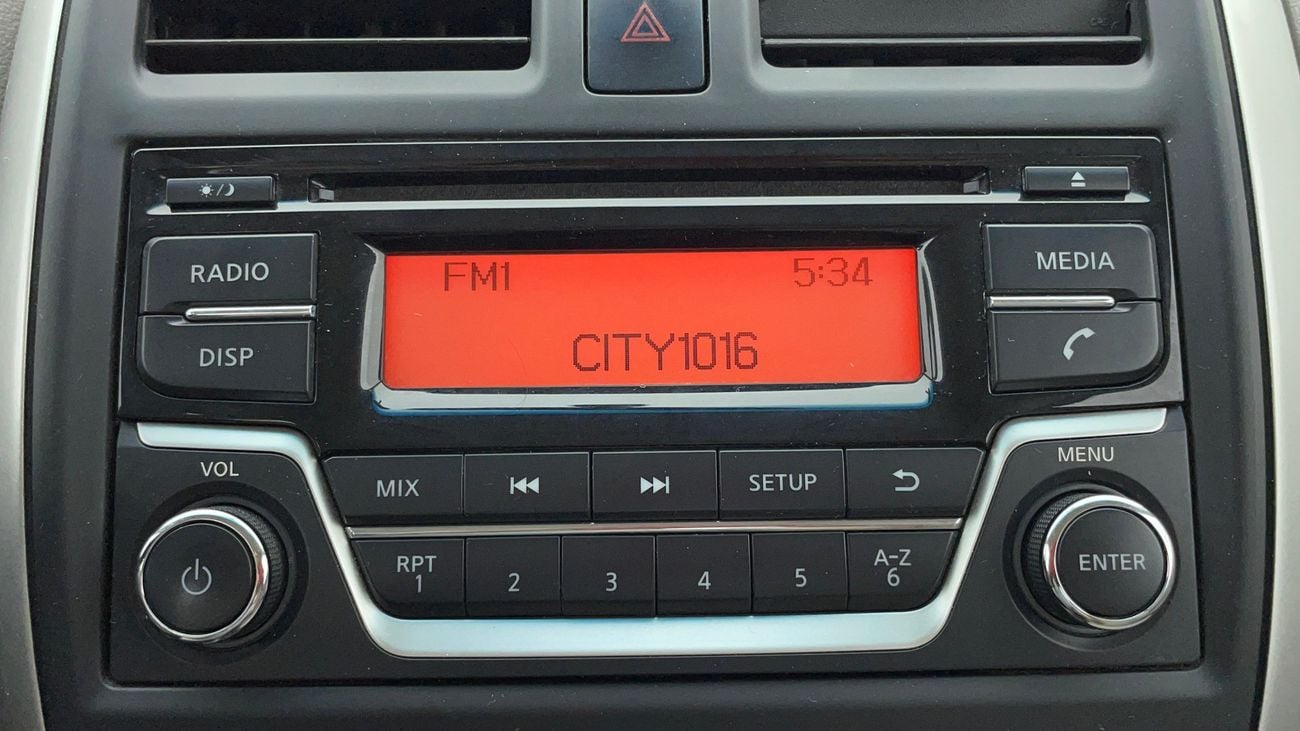 RADIO
DISP
FM1 5:34
CITY1016
MEDIA
VOL
MENU
MIX
SETUP
RPT
1
2
3
4
5
A-Z
6
ENTER